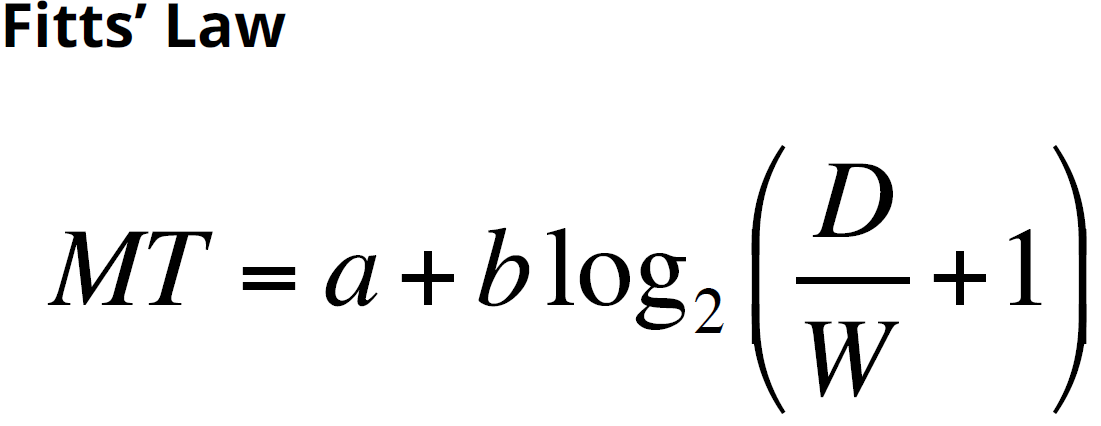 Fitts’ Law
MT = a + b log₂ (D/W + 1)